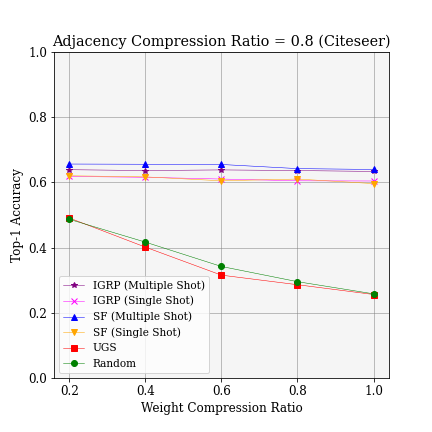 Adjacency Compression Ratio = 0.8 (Citeseer)
1.0
0.8
0.6
0.4
0.2
0.0
Top-1 Accuracy
IGRP (Multiple Shot)
IGRP (Single Shot)
SF (Multiple Shot)
SF (Single Shot)
UGS
Random
0.2 0.4 0.6 0.8 1.0
Weight Compression Ratio